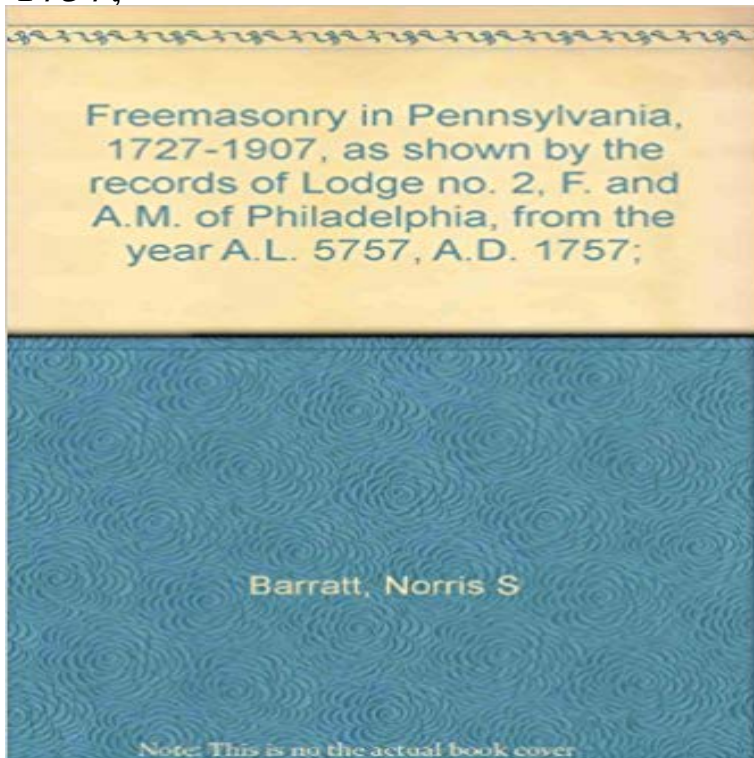 Freemasonry in Pennsylvania,
1727-1907, as shown by the
records of Lodge no. 2, F. and
A.M. of Philadelphia, from the
year A.L. 5757, A.D. 1757;
Barratt, Norris S
Note: This is no the actual book cover